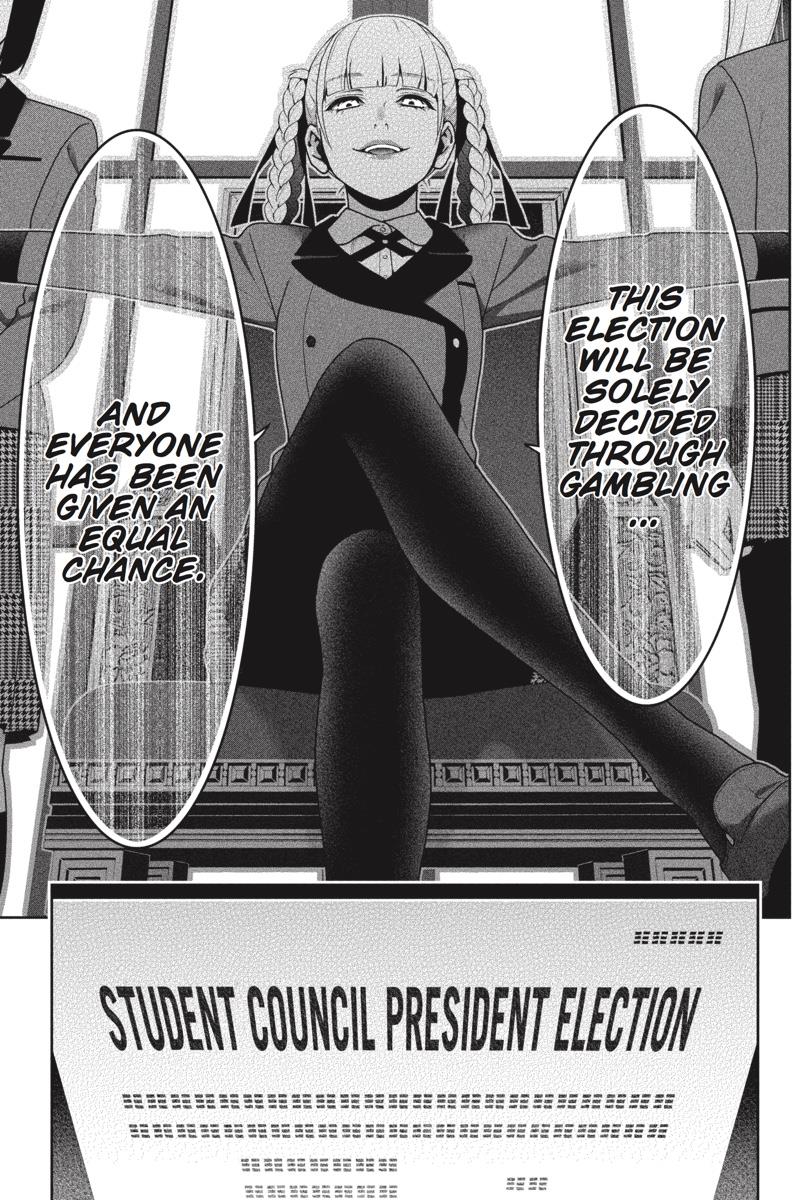 THIS
ELECTION
WILL BE
SOLELY
DECIDED
THROUGH
GAMBLING
...
AND
EVERYONE
HAS BEEN
GIVEN AN
EQUAL
CHANCE.
STUDENT COUNCIL PRESIDENT ELECTION